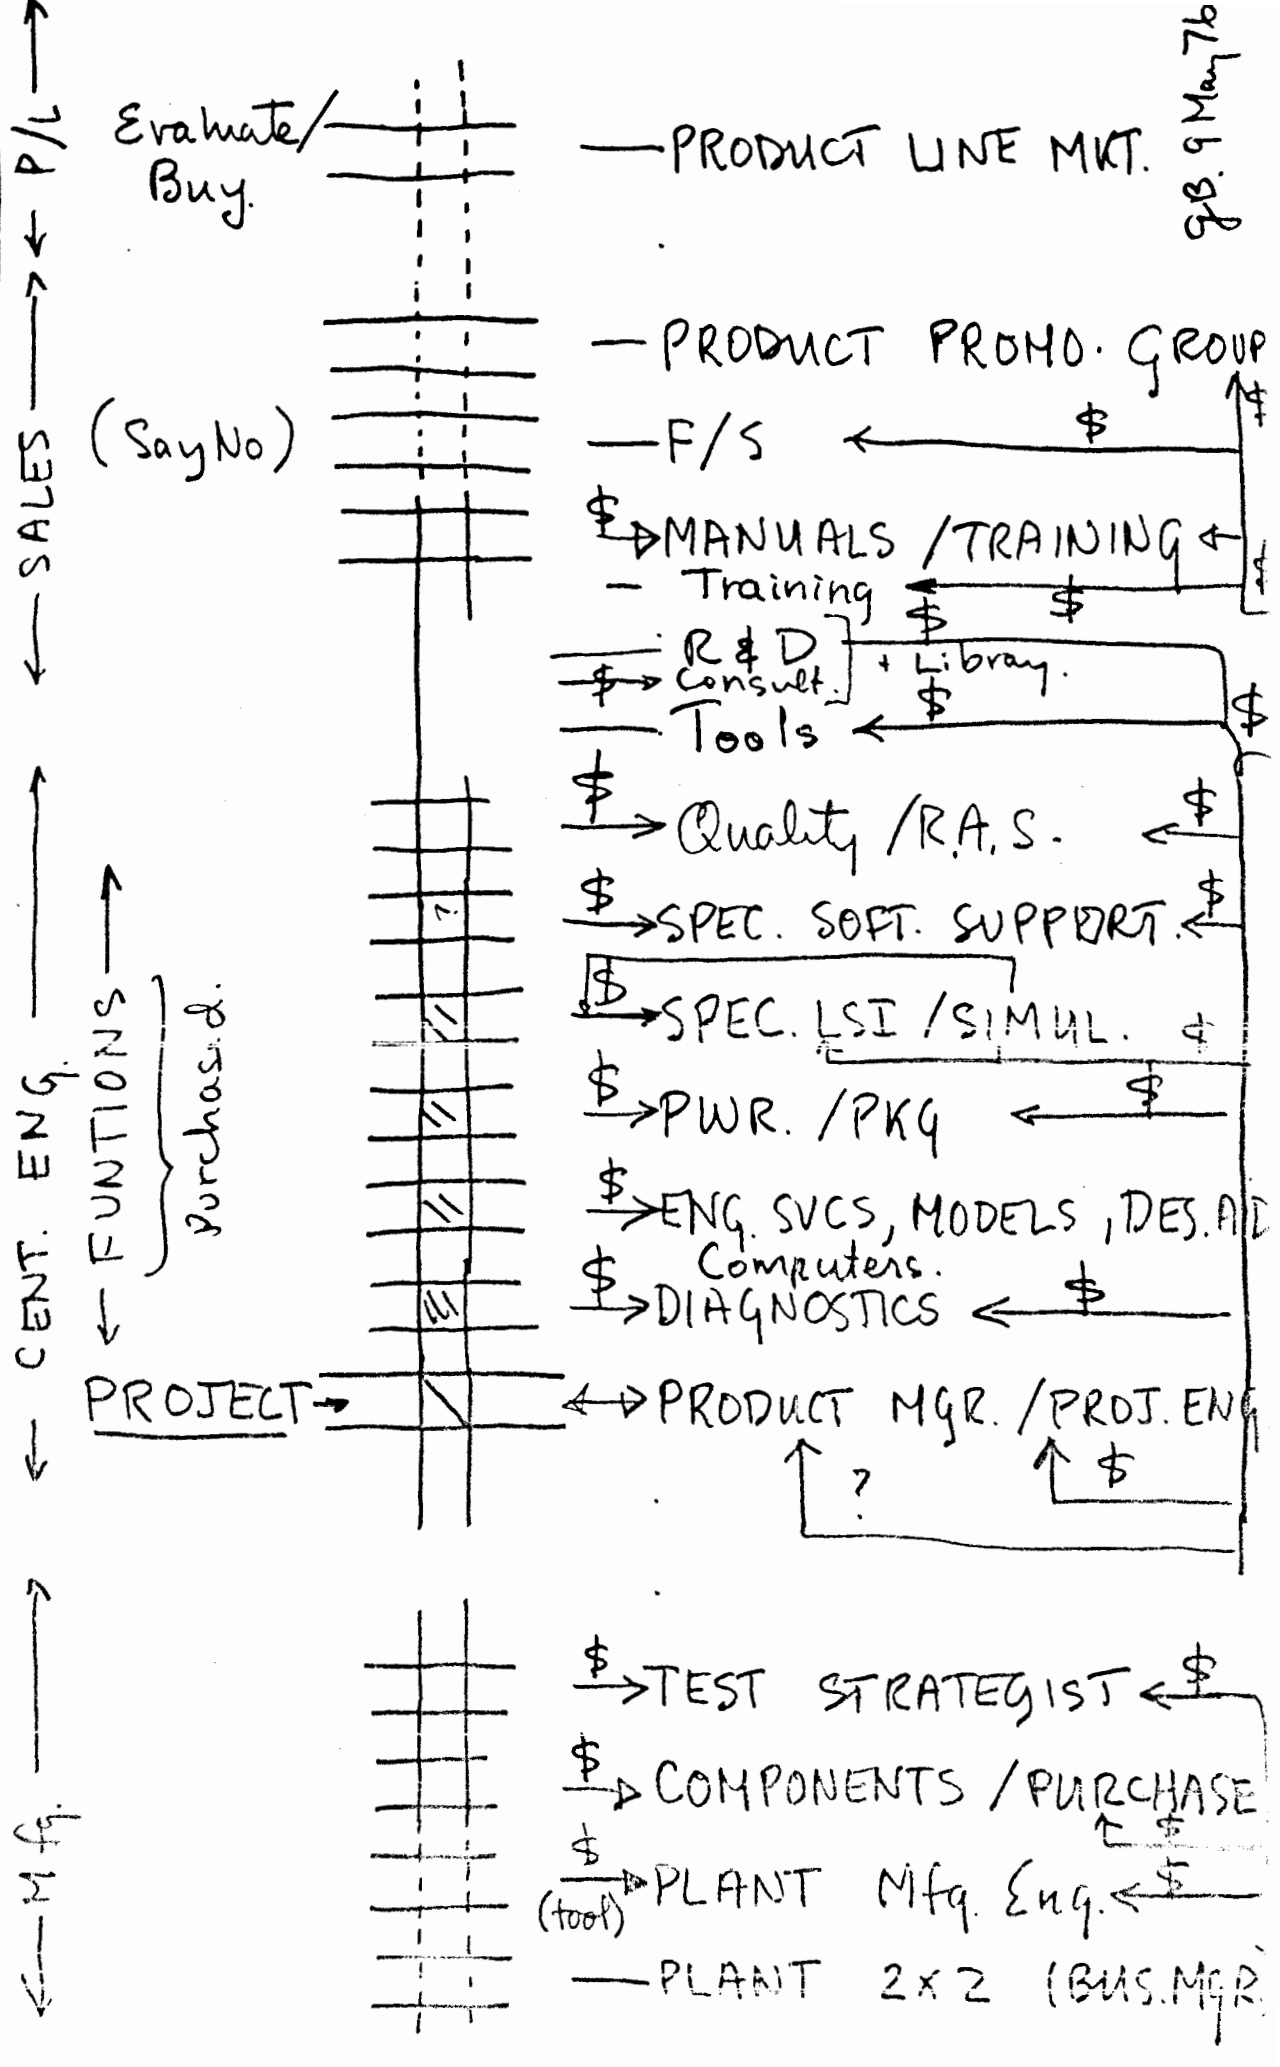 gB. 9 May 76
← P/L →
Evaluate/
Buy.
— PRODUCT LINE MKT.
← SALES →
— PRODUCT PROMO. GROUP
$
(Say No)
— F/S ← $
$ → MANUALS / TRAINING ←
$
— Training ← $
$
— R & D
+ Library.
$ → Consult.
$
— Tools ←
$
← CENT. ENG. →
← FUNTIONS →
purchased.
$ → Quality / R.A.S. ← $
?
$ → SPEC. SOFT. SUPPORT. ← $
$ → SPEC. LSI / SIMUL. $
$ → PWR. / PKG ← $
$ → ENG. SVCS, MODELS, DES. AID
Computers.
$ → DIAGNOSTICS ← $
PROJECT →
↔ PRODUCT MGR. / PROJ. ENG
? $
← Mfg. →
$ → TEST STRATEGIST ← $
$ → COMPONENTS / PURCHASE
$
$ → PLANT Mfg. Eng. ← $
(tool)
— PLANT 2 x 2 (BUS. MGR.